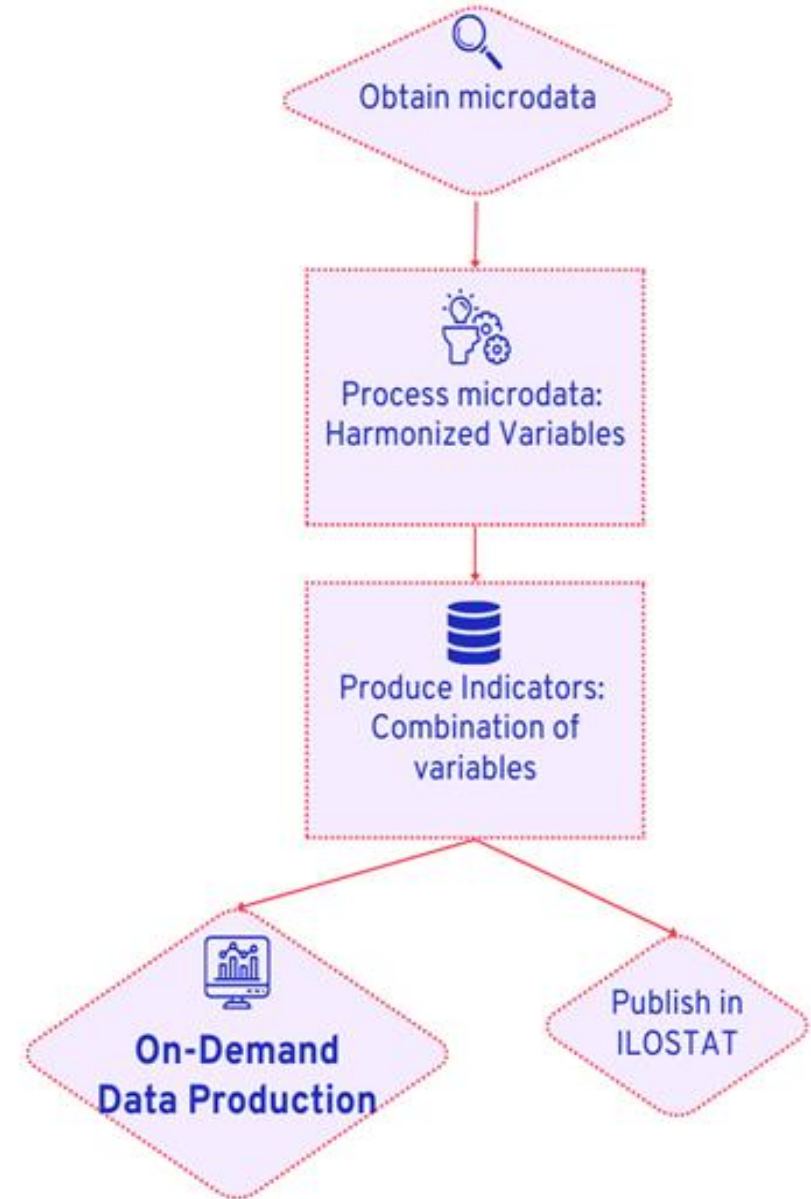 Obtain microdata
Process microdata:
Harmonized Variables
Produce Indicators:
Combination of
variables
On-Demand
Data Production
Publish in
ILOSTAT